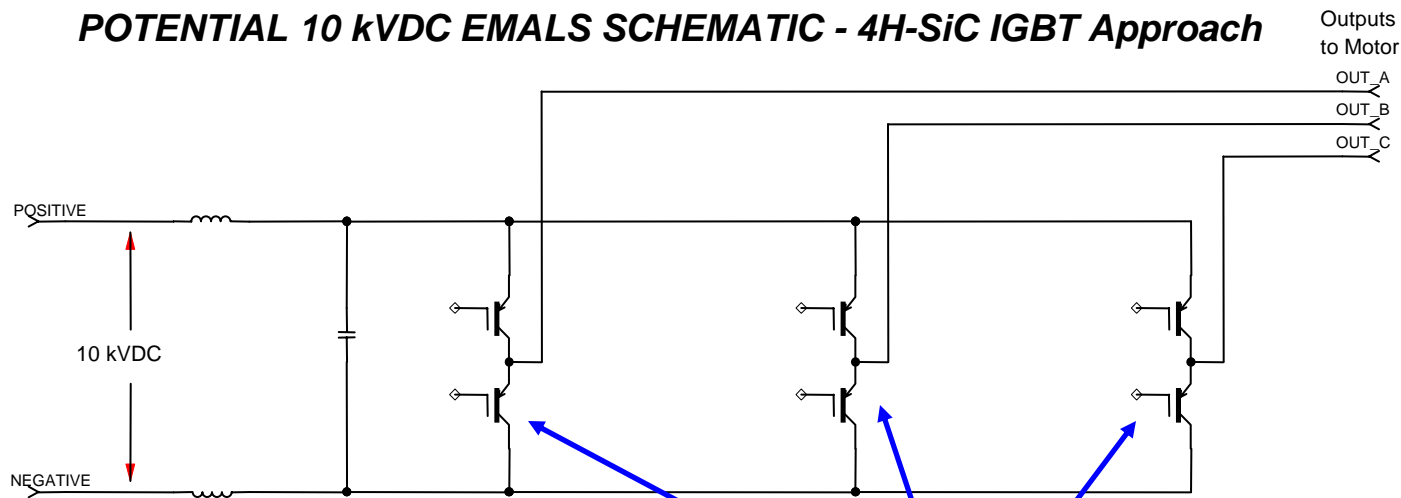 POTENTIAL 10 kVDC EMALS SCHEMATIC - 4H-SiC IGBT Approach
Outputs
to Motor
OUT_A
OUT_B
OUT_C
POSITIVE
10 kVDC
NEGATIVE